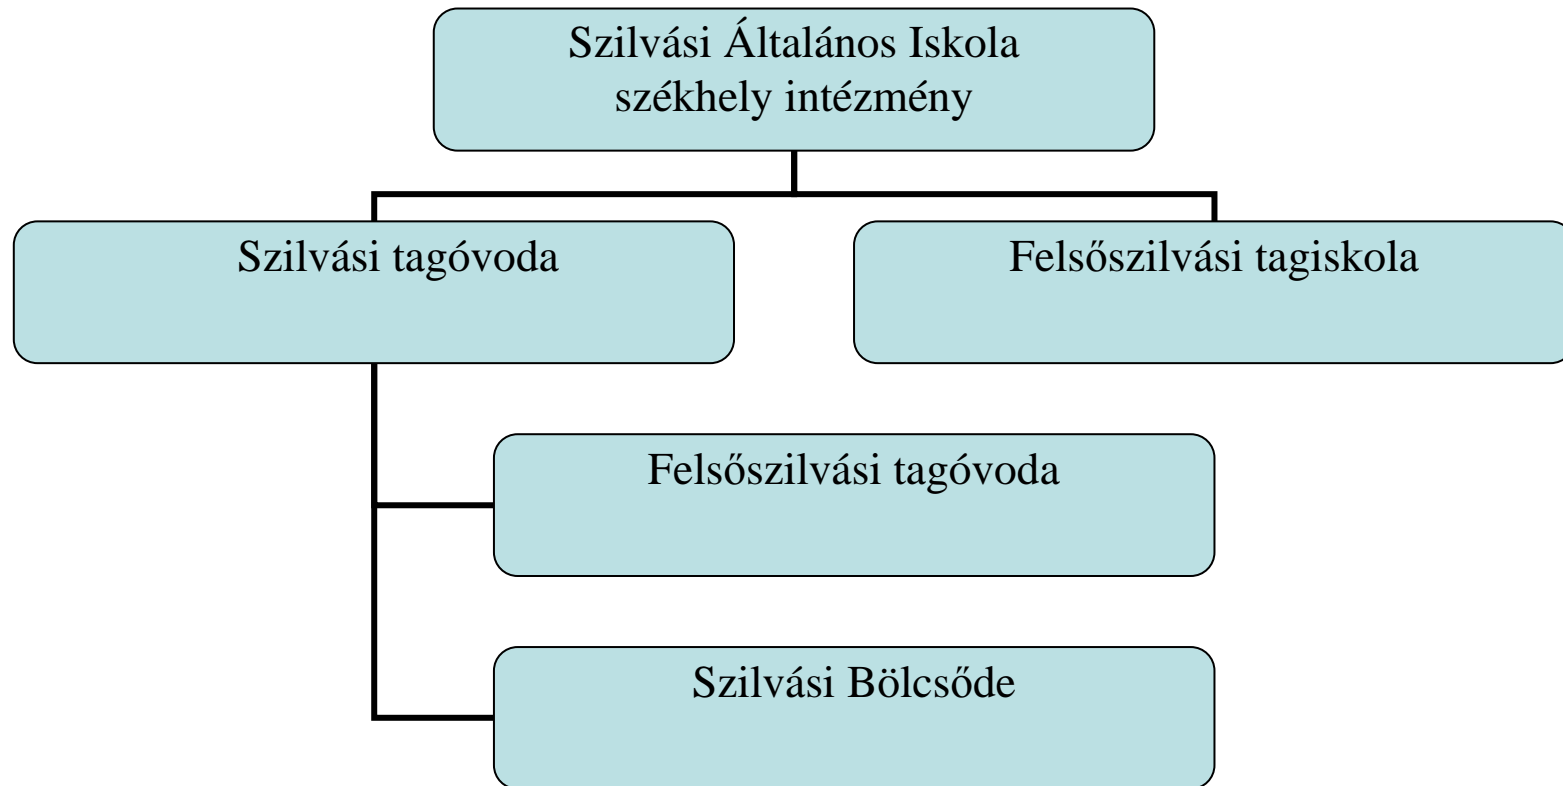 Szilvási Általános Iskola
székhely intézmény
Szilvási tagóvoda
Felsőszilvási tagiskola
Felsőszilvási tagóvoda
Szilvási Bölcsőde